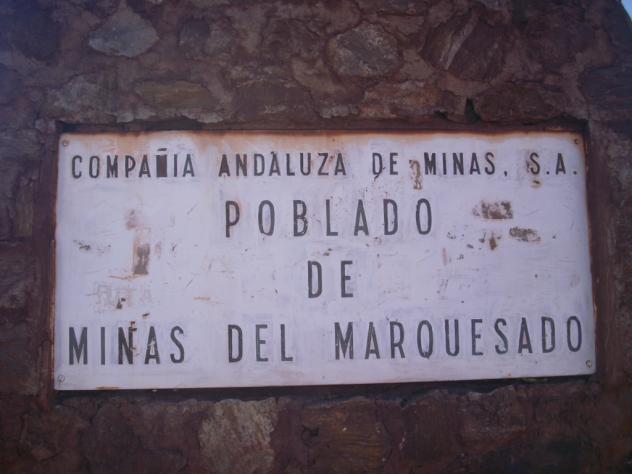 COMPAÑIA ANDALUZA DE MINAS, S.A.
POBLADO
DE
MINAS DEL MARQUESADO